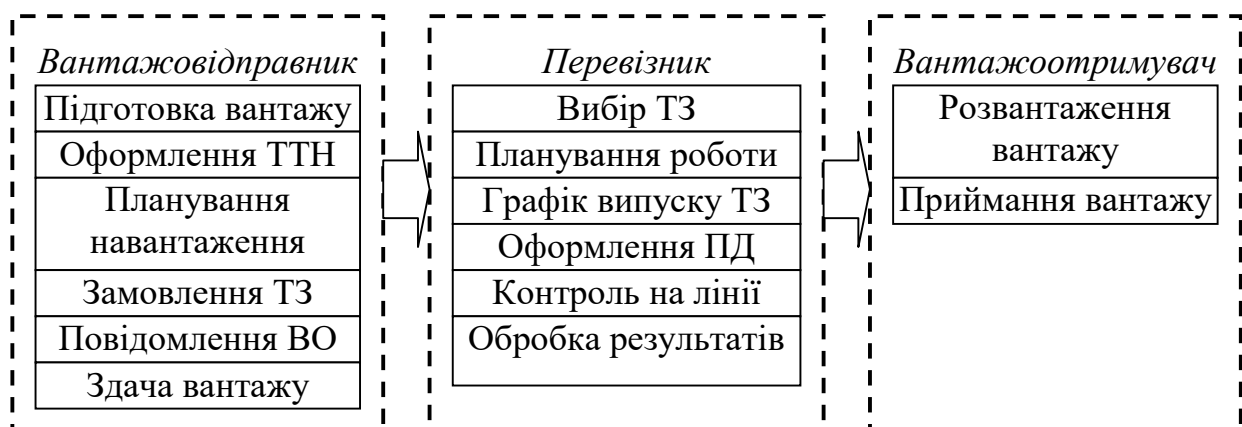 Вантажовідправник
Підготовка вантажу
Оформлення ТТН
Планування
навантаження
Замовлення ТЗ
Повідомлення ВО
Здача вантажу
Перевізник
Вибір ТЗ
Планування роботи
Графік випуску ТЗ
Оформлення ПД
Контроль на лінії
Обробка результатів
Вантажоотримувач
Розвантаження
вантажу
Приймання вантажу